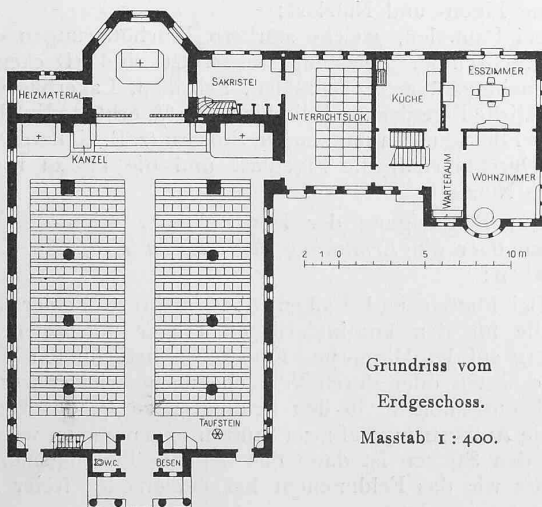 HEIZMATERIAL
SAKRISTEI
UNTERRICHTSLOK.
KÜCHE
ESSZIMMER
KANZEL
WARTERAUM
WOHNZIMMER
2 1 0 5 10 m
Grundriss vom
Erdgeschoss.
Masstab 1 : 400.
TAUFSTEIN
W.C.
BESEN